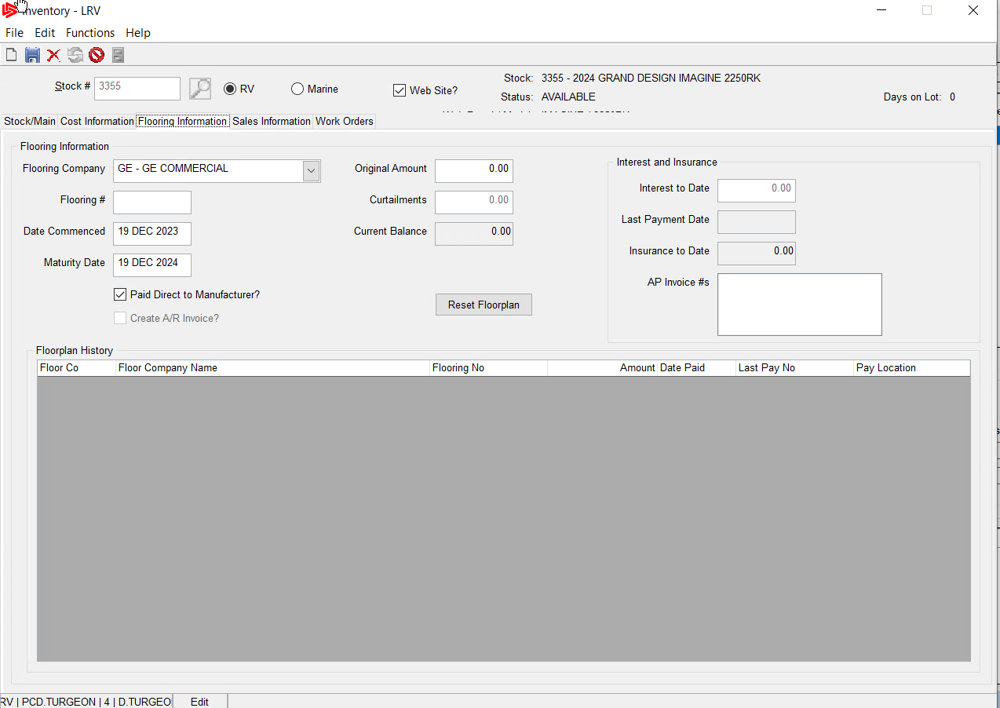 Inventory - LRV
File Edit Functions Help
Stock # 3355 RV Marine Web Site?
Stock: 3355 - 2024 GRAND DESIGN IMAGINE 2250RK
Status: AVAILABLE
Days on Lot: 0
Stock/Main Cost Information Flooring Information Sales Information Work Orders
Flooring Information
Flooring Company GE - GE COMMERCIAL
Flooring #
Date Commenced 19 DEC 2023
Maturity Date 19 DEC 2024
Paid Direct to Manufacturer?
Create A/R Invoice?
Original Amount 0.00
Curtailments 0.00
Current Balance 0.00
Reset Floorplan
Interest and Insurance
Interest to Date 0.00
Last Payment Date
Insurance to Date 0.00
AP Invoice #s
Floorplan History
Floor Co Floor Company Name Flooring No Amount Date Paid Last Pay No Pay Location
RV | PCD.TURGEON | 4 | D.TURGEO Edit